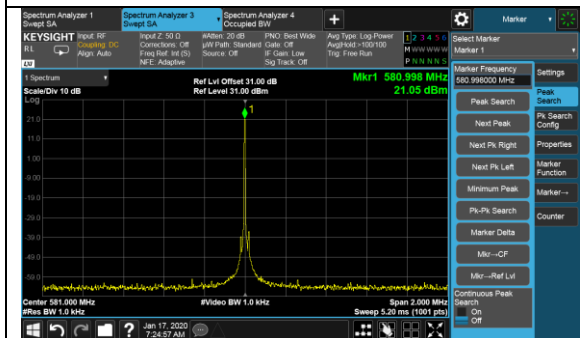 Spectrum Analyzer 1
Swept SA
Spectrum Analyzer 3
Swept SA
Spectrum Analyzer 4
Occupied BW
Marker
KEYSIGHT
RL
Input: RF
Coupling: DC
Align: Auto
Input Z: 50 Ω
Corrections: Off
Freq Ref: Int (S)
NFE: Adaptive
#Atten: 20 dB
µW Path: Standard
Source: Off
PNO: Best Wide
Gate: Off
IF Gain: Low
Sig Track: Off
Avg Type: Log-Power
Avg|Hold:>100/100
Trig: Free Run
1 2 3 4 5 6
M W W W W W
P N N N N S
LXI
Select Marker
Marker 1
1 Spectrum
Scale/Div 10 dB
Log
Ref Lvl Offset 31.00 dB
Ref Level 31.00 dBm
Mkr1 580.998 MHz
21.05 dBm
1
21.0
11.0
1.00
-9.00
-19.0
-29.0
-39.0
-49.0
-59.0
Center 581.000 MHz
#Res BW 1.0 kHz
#Video BW 1.0 kHz
Span 2.000 MHz
Sweep 5.20 ms (1001 pts)
Marker Frequency
580.998000 MHz
Peak Search
Next Peak
Next Pk Right
Next Pk Left
Minimum Peak
Pk-Pk Search
Marker Delta
Mkr→CF
Mkr→Ref Lvl
Continuous Peak
Search
On
Off
Settings
Peak
Search
Pk Search
Config
Properties
Marker
Function
Marker→
Counter
?
Jan 17, 2020
7:24:57 AM